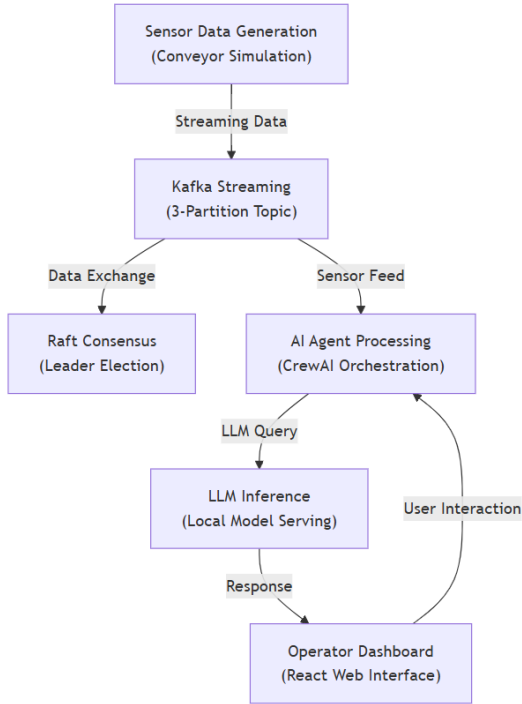 Sensor Data Generation
(Conveyor Simulation)
Streaming Data
Kafka Streaming
(3-Partition Topic)
Data Exchange
Sensor Feed
Raft Consensus
(Leader Election)
AI Agent Processing
(CrewAI Orchestration)
LLM Query
LLM Inference
(Local Model Serving)
User Interaction
Response
Operator Dashboard
(React Web Interface)